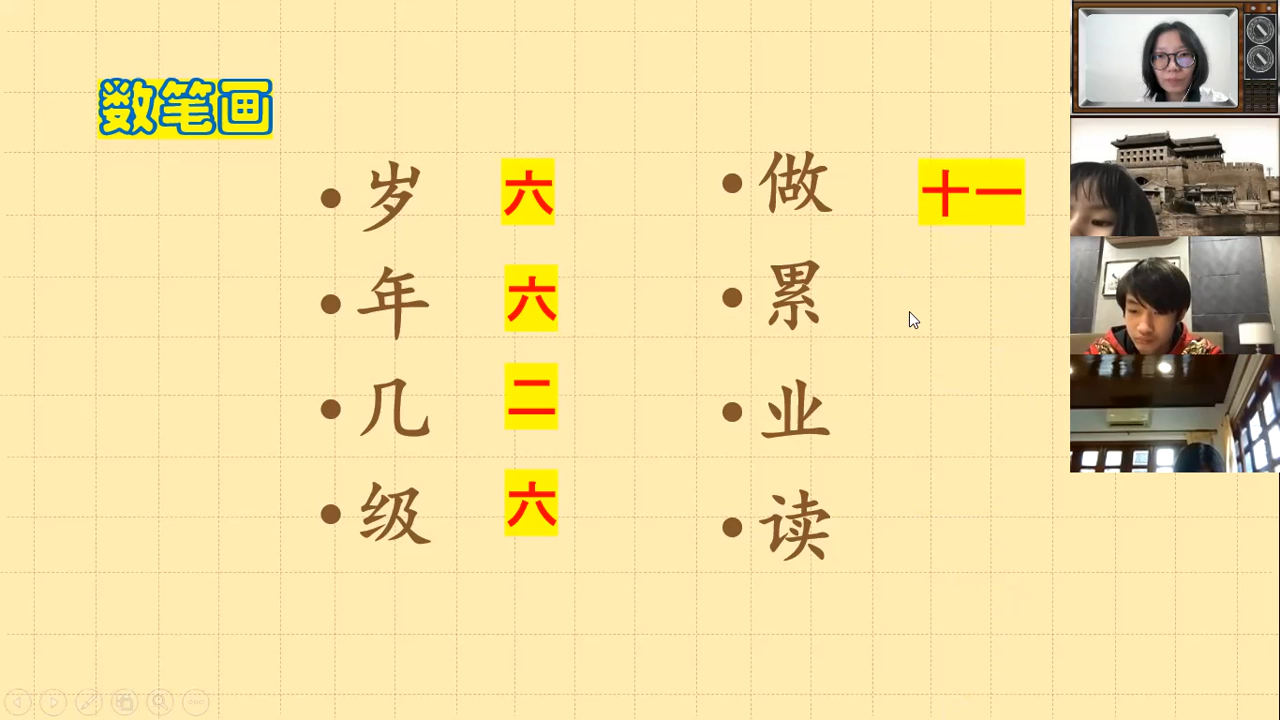 数笔画
• 岁 六
• 年 六
• 几 二
• 级 六
• 做 十一
• 累
• 业
• 读